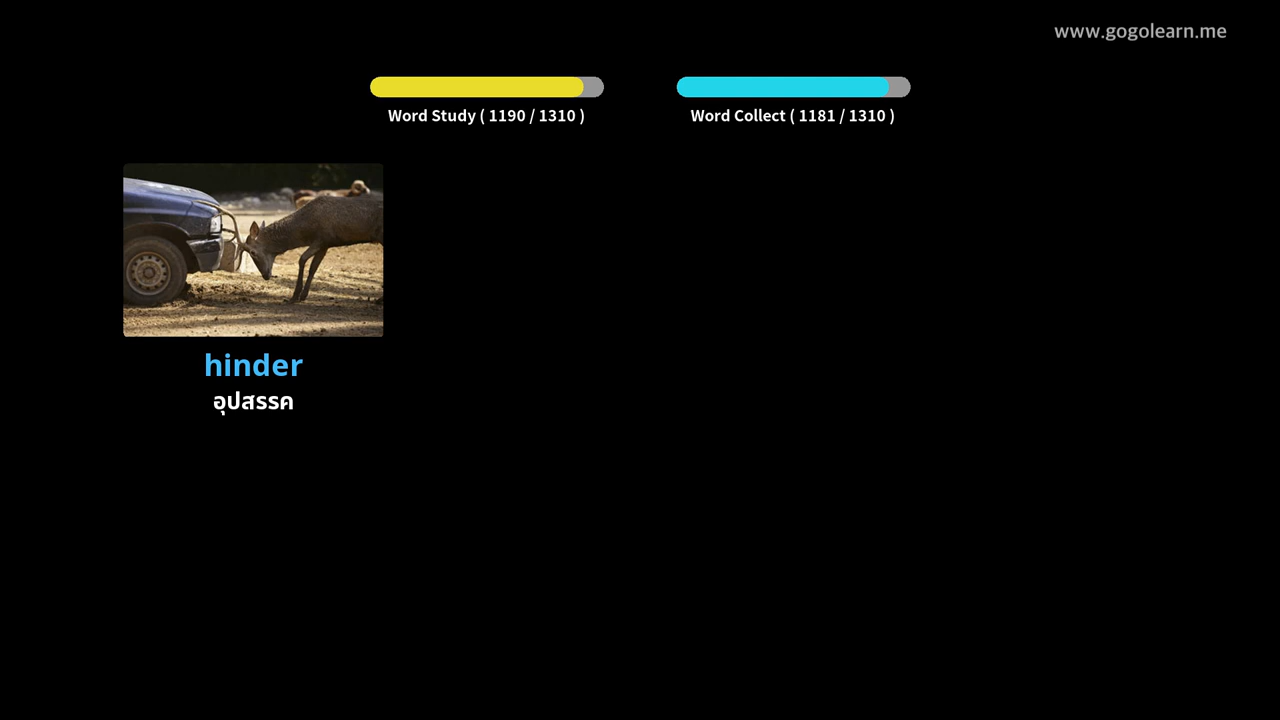 www.gogolearn.me
Word Study ( 1190 / 1310 )
Word Collect ( 1181 / 1310 )
hinder
อุปสรรค